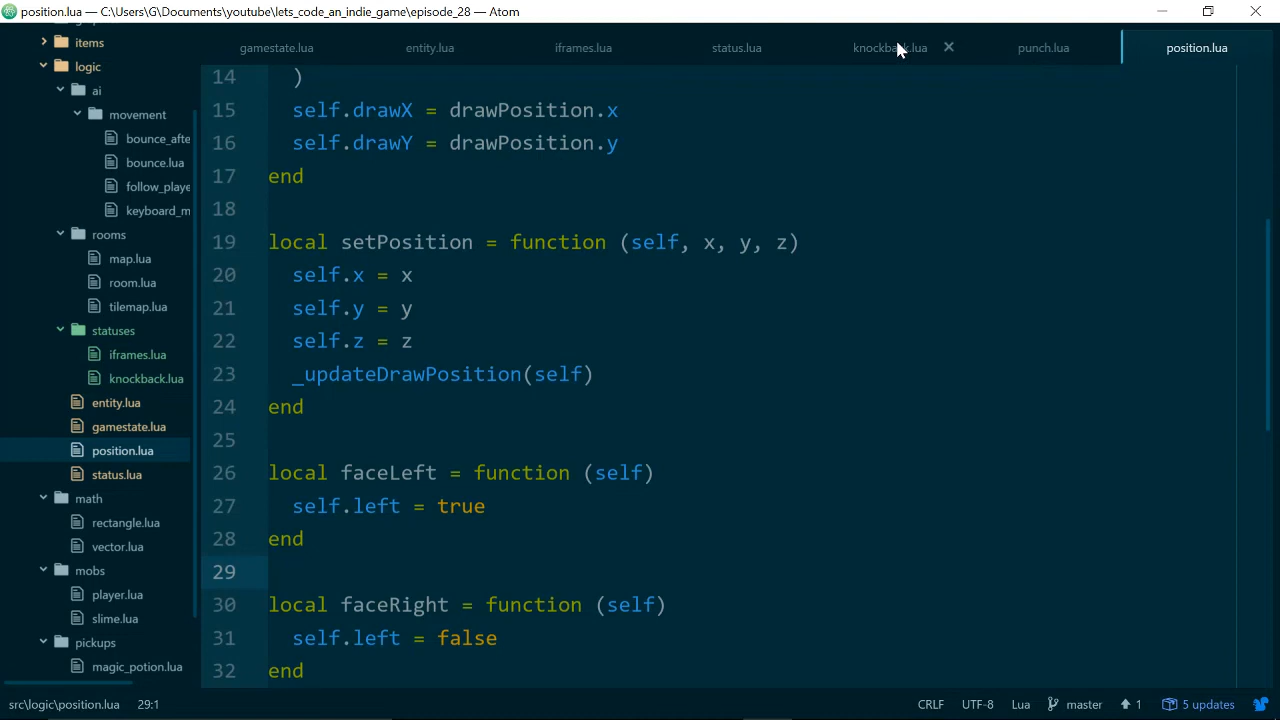 position.lua — C:\Users\G\Documents\youtube\lets_code_an_indie_game\episode_28 — Atom
items
logic
ai
movement
bounce_afte
bounce.lua
follow_playe
keyboard_m
rooms
map.lua
room.lua
tilemap.lua
statuses
iframes.lua
knockback.lua
entity.lua
gamestate.lua
position.lua
status.lua
math
rectangle.lua
vector.lua
mobs
player.lua
slime.lua
pickups
magic_potion.lua
gamestate.lua entity.lua iframes.lua status.lua knockback.lua punch.lua position.lua
14 )
15 self.drawX = drawPosition.x
16 self.drawY = drawPosition.y
17 end
18
19 local setPosition = function (self, x, y, z)
20 self.x = x
21 self.y = y
22 self.z = z
23 _updateDrawPosition(self)
24 end
25
26 local faceLeft = function (self)
27 self.left = true
28 end
29
30 local faceRight = function (self)
31 self.left = false
32 end
src\logic\position.lua 29:1 CRLF UTF-8 Lua master 1 5 updates